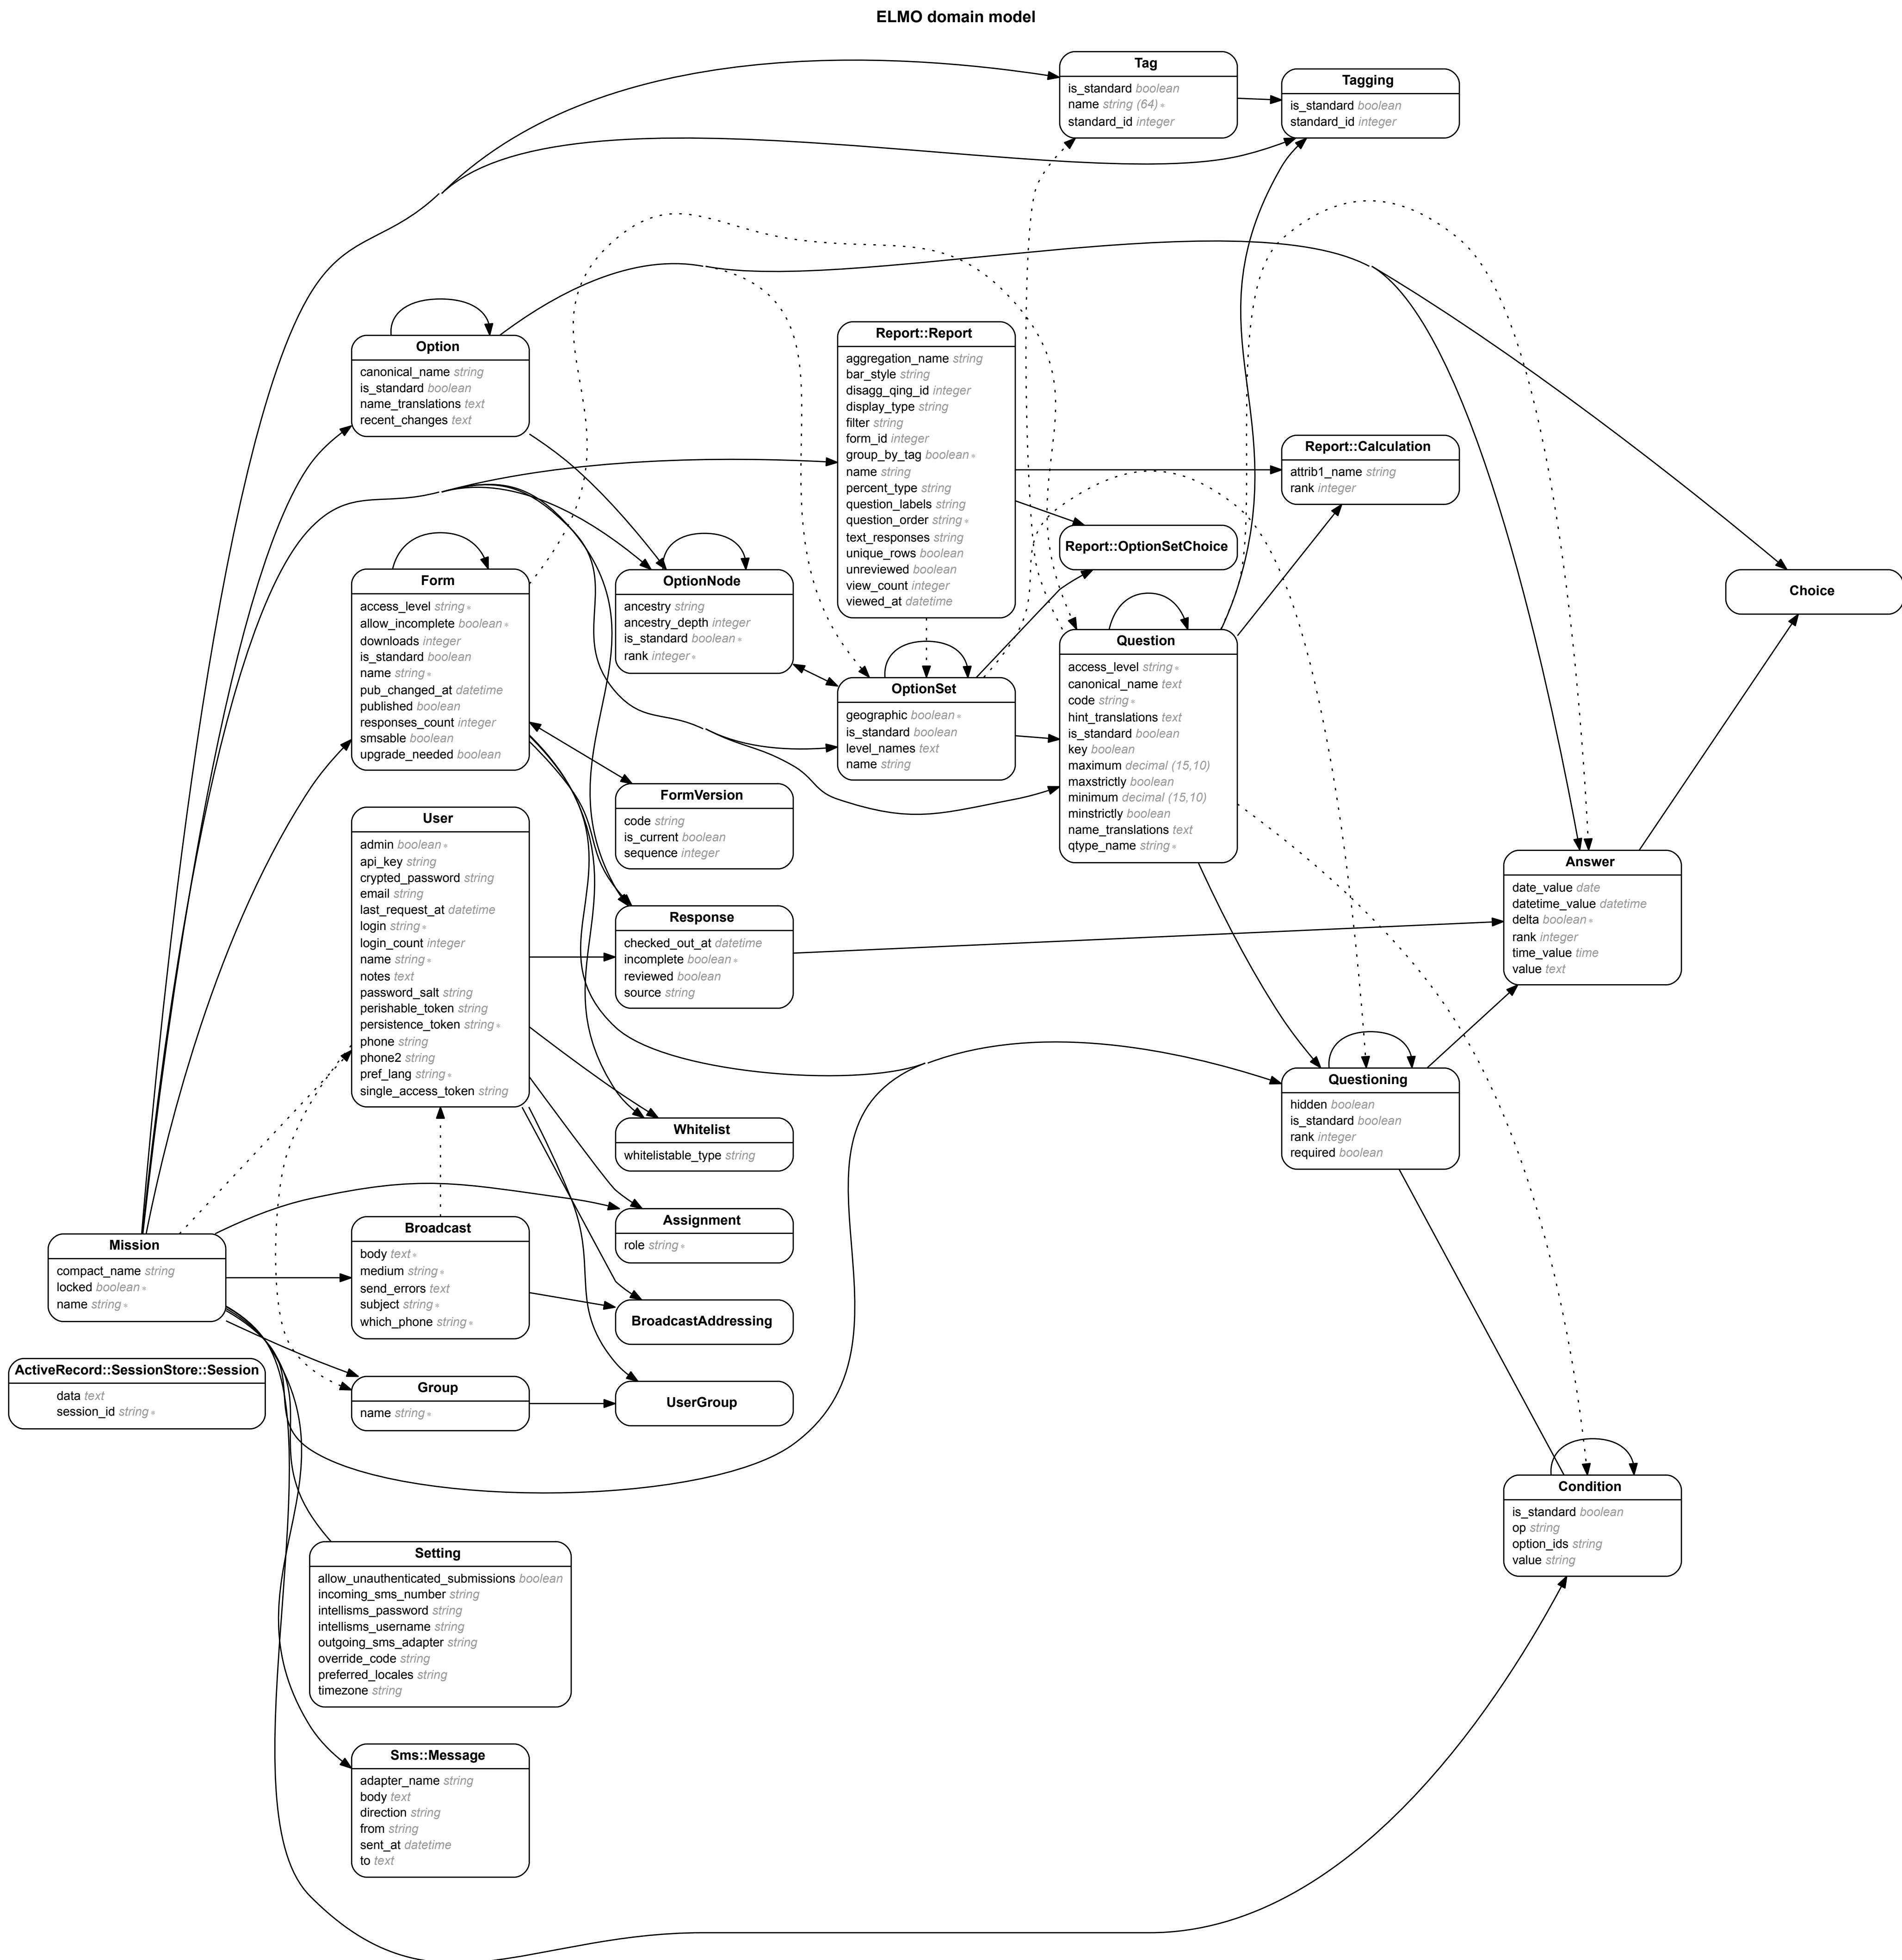 ELMO domain model
Tag
is_standard boolean
name string (64) ∗
standard_id integer
Tagging
is_standard boolean
standard_id integer
Option
canonical_name string
is_standard boolean
name_translations text
recent_changes text
Report::Report
aggregation_name string
bar_style string
disagg_qing_id integer
display_type string
filter string
form_id integer
group_by_tag boolean ∗
name string
percent_type string
question_labels string
question_order string ∗
text_responses string
unique_rows boolean
unreviewed boolean
view_count integer
viewed_at datetime
Report::Calculation
attrib1_name string
rank integer
Report::OptionSetChoice
Form
access_level string ∗
allow_incomplete boolean ∗
downloads integer
is_standard boolean
name string ∗
pub_changed_at datetime
published boolean
responses_count integer
smsable boolean
upgrade_needed boolean
OptionNode
ancestry string
ancestry_depth integer
is_standard boolean ∗
rank integer ∗
Choice
Question
access_level string ∗
canonical_name text
code string ∗
hint_translations text
is_standard boolean
key boolean
maximum decimal (15,10)
maxstrictly boolean
minimum decimal (15,10)
minstrictly boolean
name_translations text
qtype_name string ∗
OptionSet
geographic boolean ∗
is_standard boolean
level_names text
name string
FormVersion
code string
is_current boolean
sequence integer
User
admin boolean ∗
api_key string
crypted_password string
email string
last_request_at datetime
login string ∗
login_count integer
name string ∗
notes text
password_salt string
perishable_token string
persistence_token string ∗
phone string
phone2 string
pref_lang string ∗
single_access_token string
Answer
date_value date
datetime_value datetime
delta boolean ∗
rank integer
time_value time
value text
Response
checked_out_at datetime
incomplete boolean ∗
reviewed boolean
source string
Questioning
hidden boolean
is_standard boolean
rank integer
required boolean
Whitelist
whitelistable_type string
Assignment
role string ∗
Broadcast
body text ∗
medium string ∗
send_errors text
subject string ∗
which_phone string ∗
Mission
compact_name string
locked boolean ∗
name string ∗
BroadcastAddressing
ActiveRecord::SessionStore::Session
data text
session_id string ∗
Group
name string ∗
UserGroup
Condition
is_standard boolean
op string
option_ids string
value string
Setting
allow_unauthenticated_submissions boolean
incoming_sms_number string
intellisms_password string
intellisms_username string
outgoing_sms_adapter string
override_code string
preferred_locales string
timezone string
Sms::Message
adapter_name string
body text
direction string
from string
sent_at datetime
to text